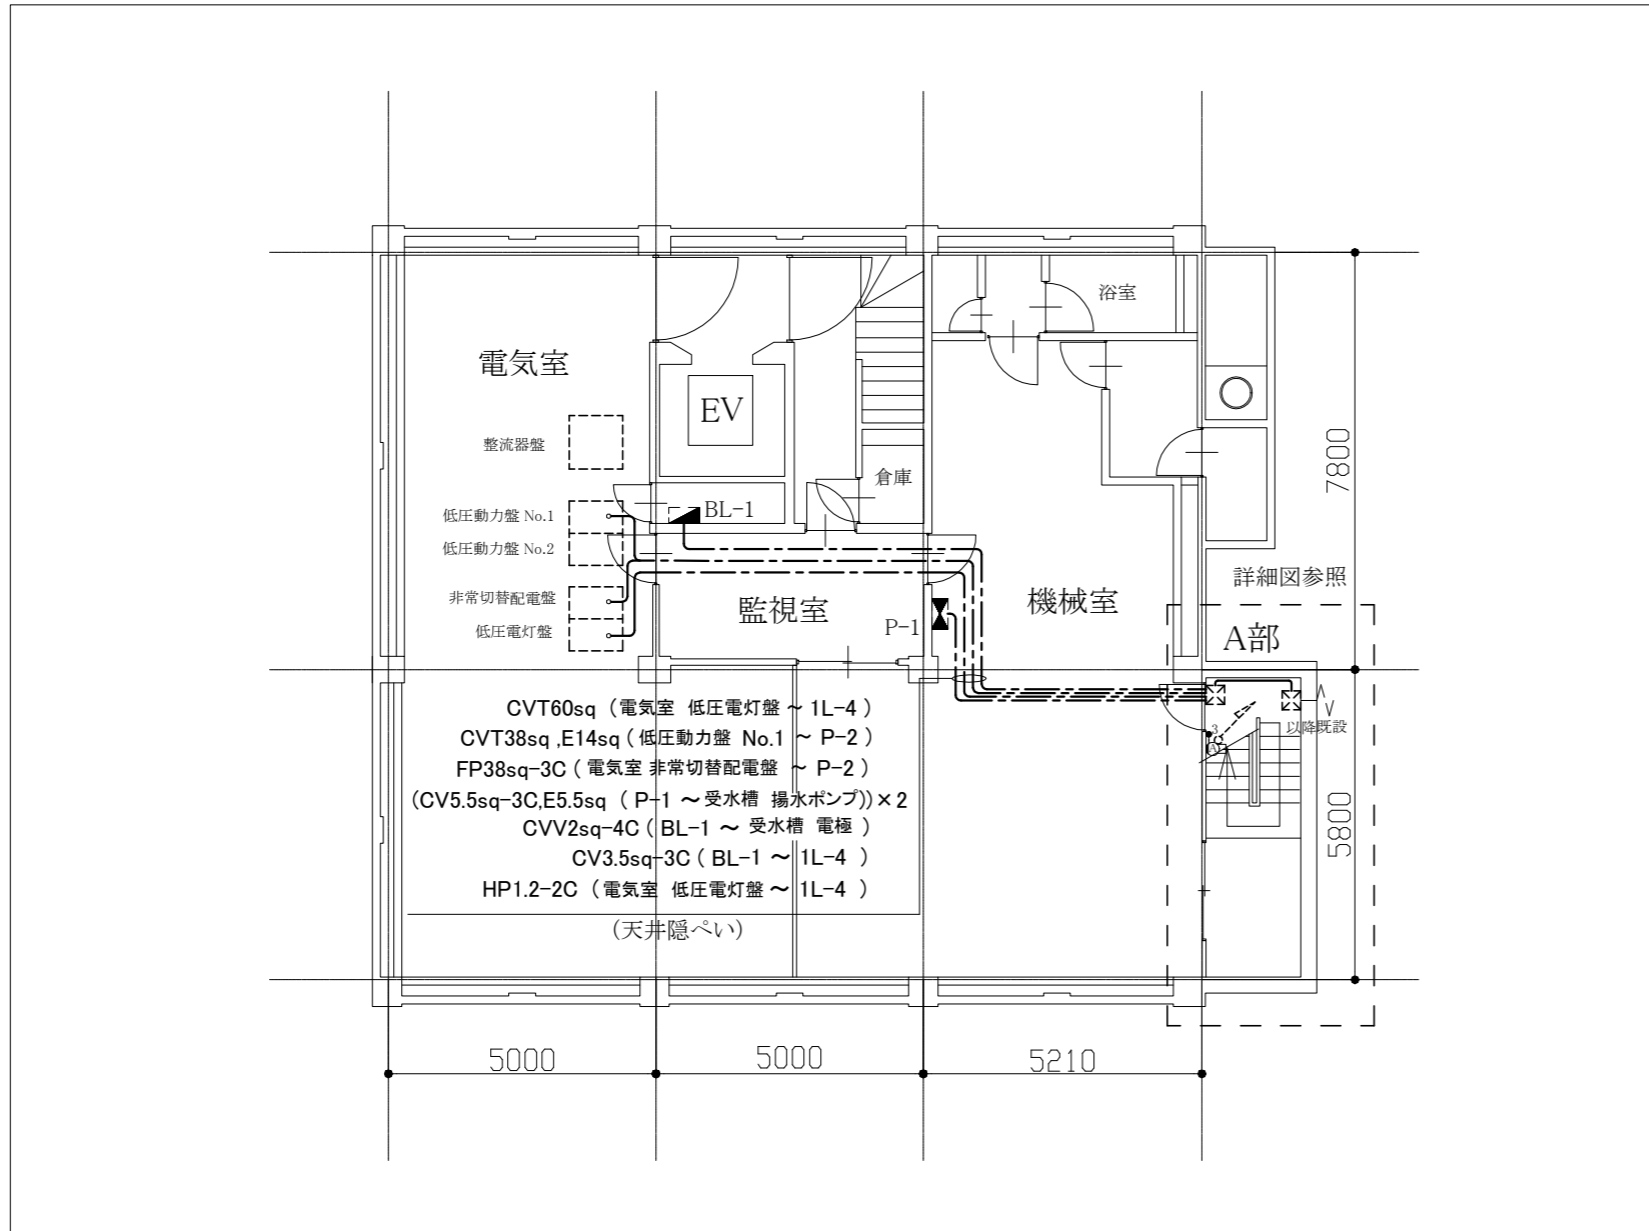 浴室
電気室
EV
整流器盤
倉庫
7800
低圧動力盤 No.1
BL-1
低圧動力盤 No.2
詳細図参照
非常切替配電盤
監視室
機械室
低圧電灯盤
P-1
A部
CVT60sq (電気室 低圧電灯盤 ～ 1L-4 )
以降既設
3
A
CVT38sq ,E14sq ( 低圧動力盤 No.1 ～ P-2 )
FP38sq-3C ( 電気室 非常切替配電盤 ～ P-2 )
(CV5.5sq-3C,E5.5sq ( P-1 ～ 受水槽 揚水ポンプ))×2
CVV2sq-4C ( BL-1 ～ 受水槽 電極 )
5800
CV3.5sq-3C ( BL-1 ～ 1L-4 )
HP1.2-2C (電気室 低圧電灯盤 ～ 1L-4 )
(天井隠ぺい)
5000
5000
5210